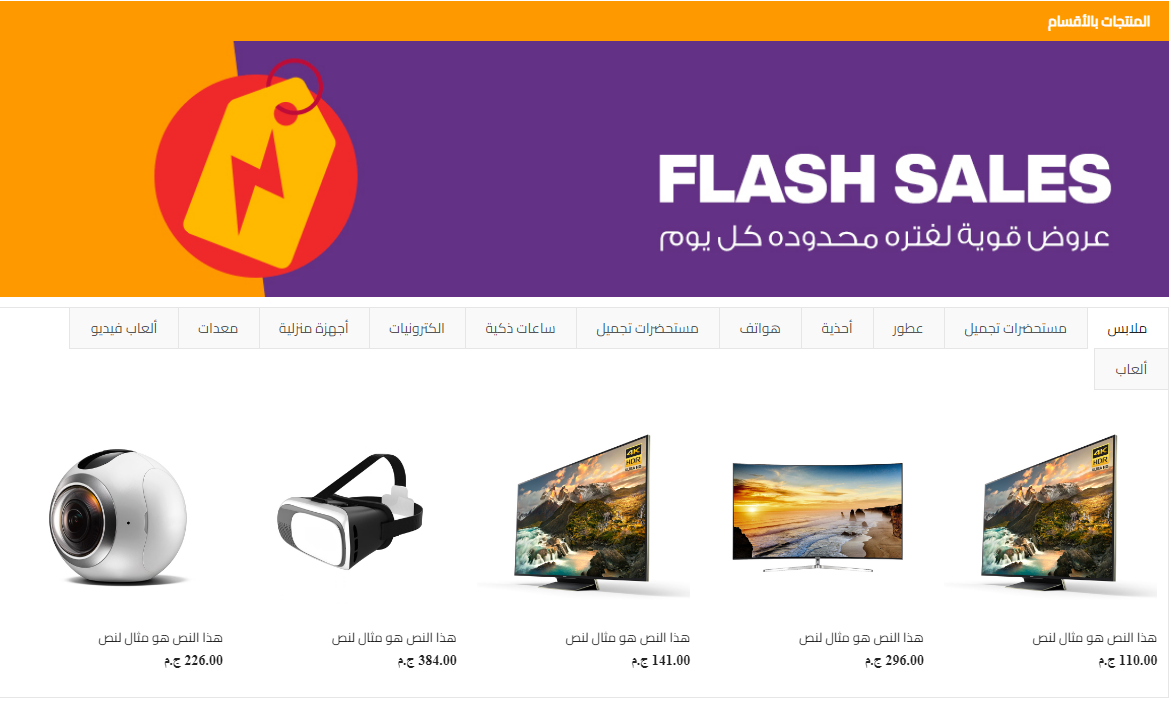 المنتجات بالأقسام
FLASH SALES
عروض قوية لفتره محدوده كل يوم
ملابس
مستحضرات تجميل
عطور
أحذية
هواتف
مستحضرات تجميل
ساعات ذكية
الكترونيات
أجهزة منزلية
معدات
ألعاب فيديو
ألعاب
4K
HDR
4K
HDR
هذا النص هو مثال لنص
110.00 ج.م
هذا النص هو مثال لنص
296.00 ج.م
هذا النص هو مثال لنص
141.00 ج.م
هذا النص هو مثال لنص
384.00 ج.م
هذا النص هو مثال لنص
226.00 ج.م